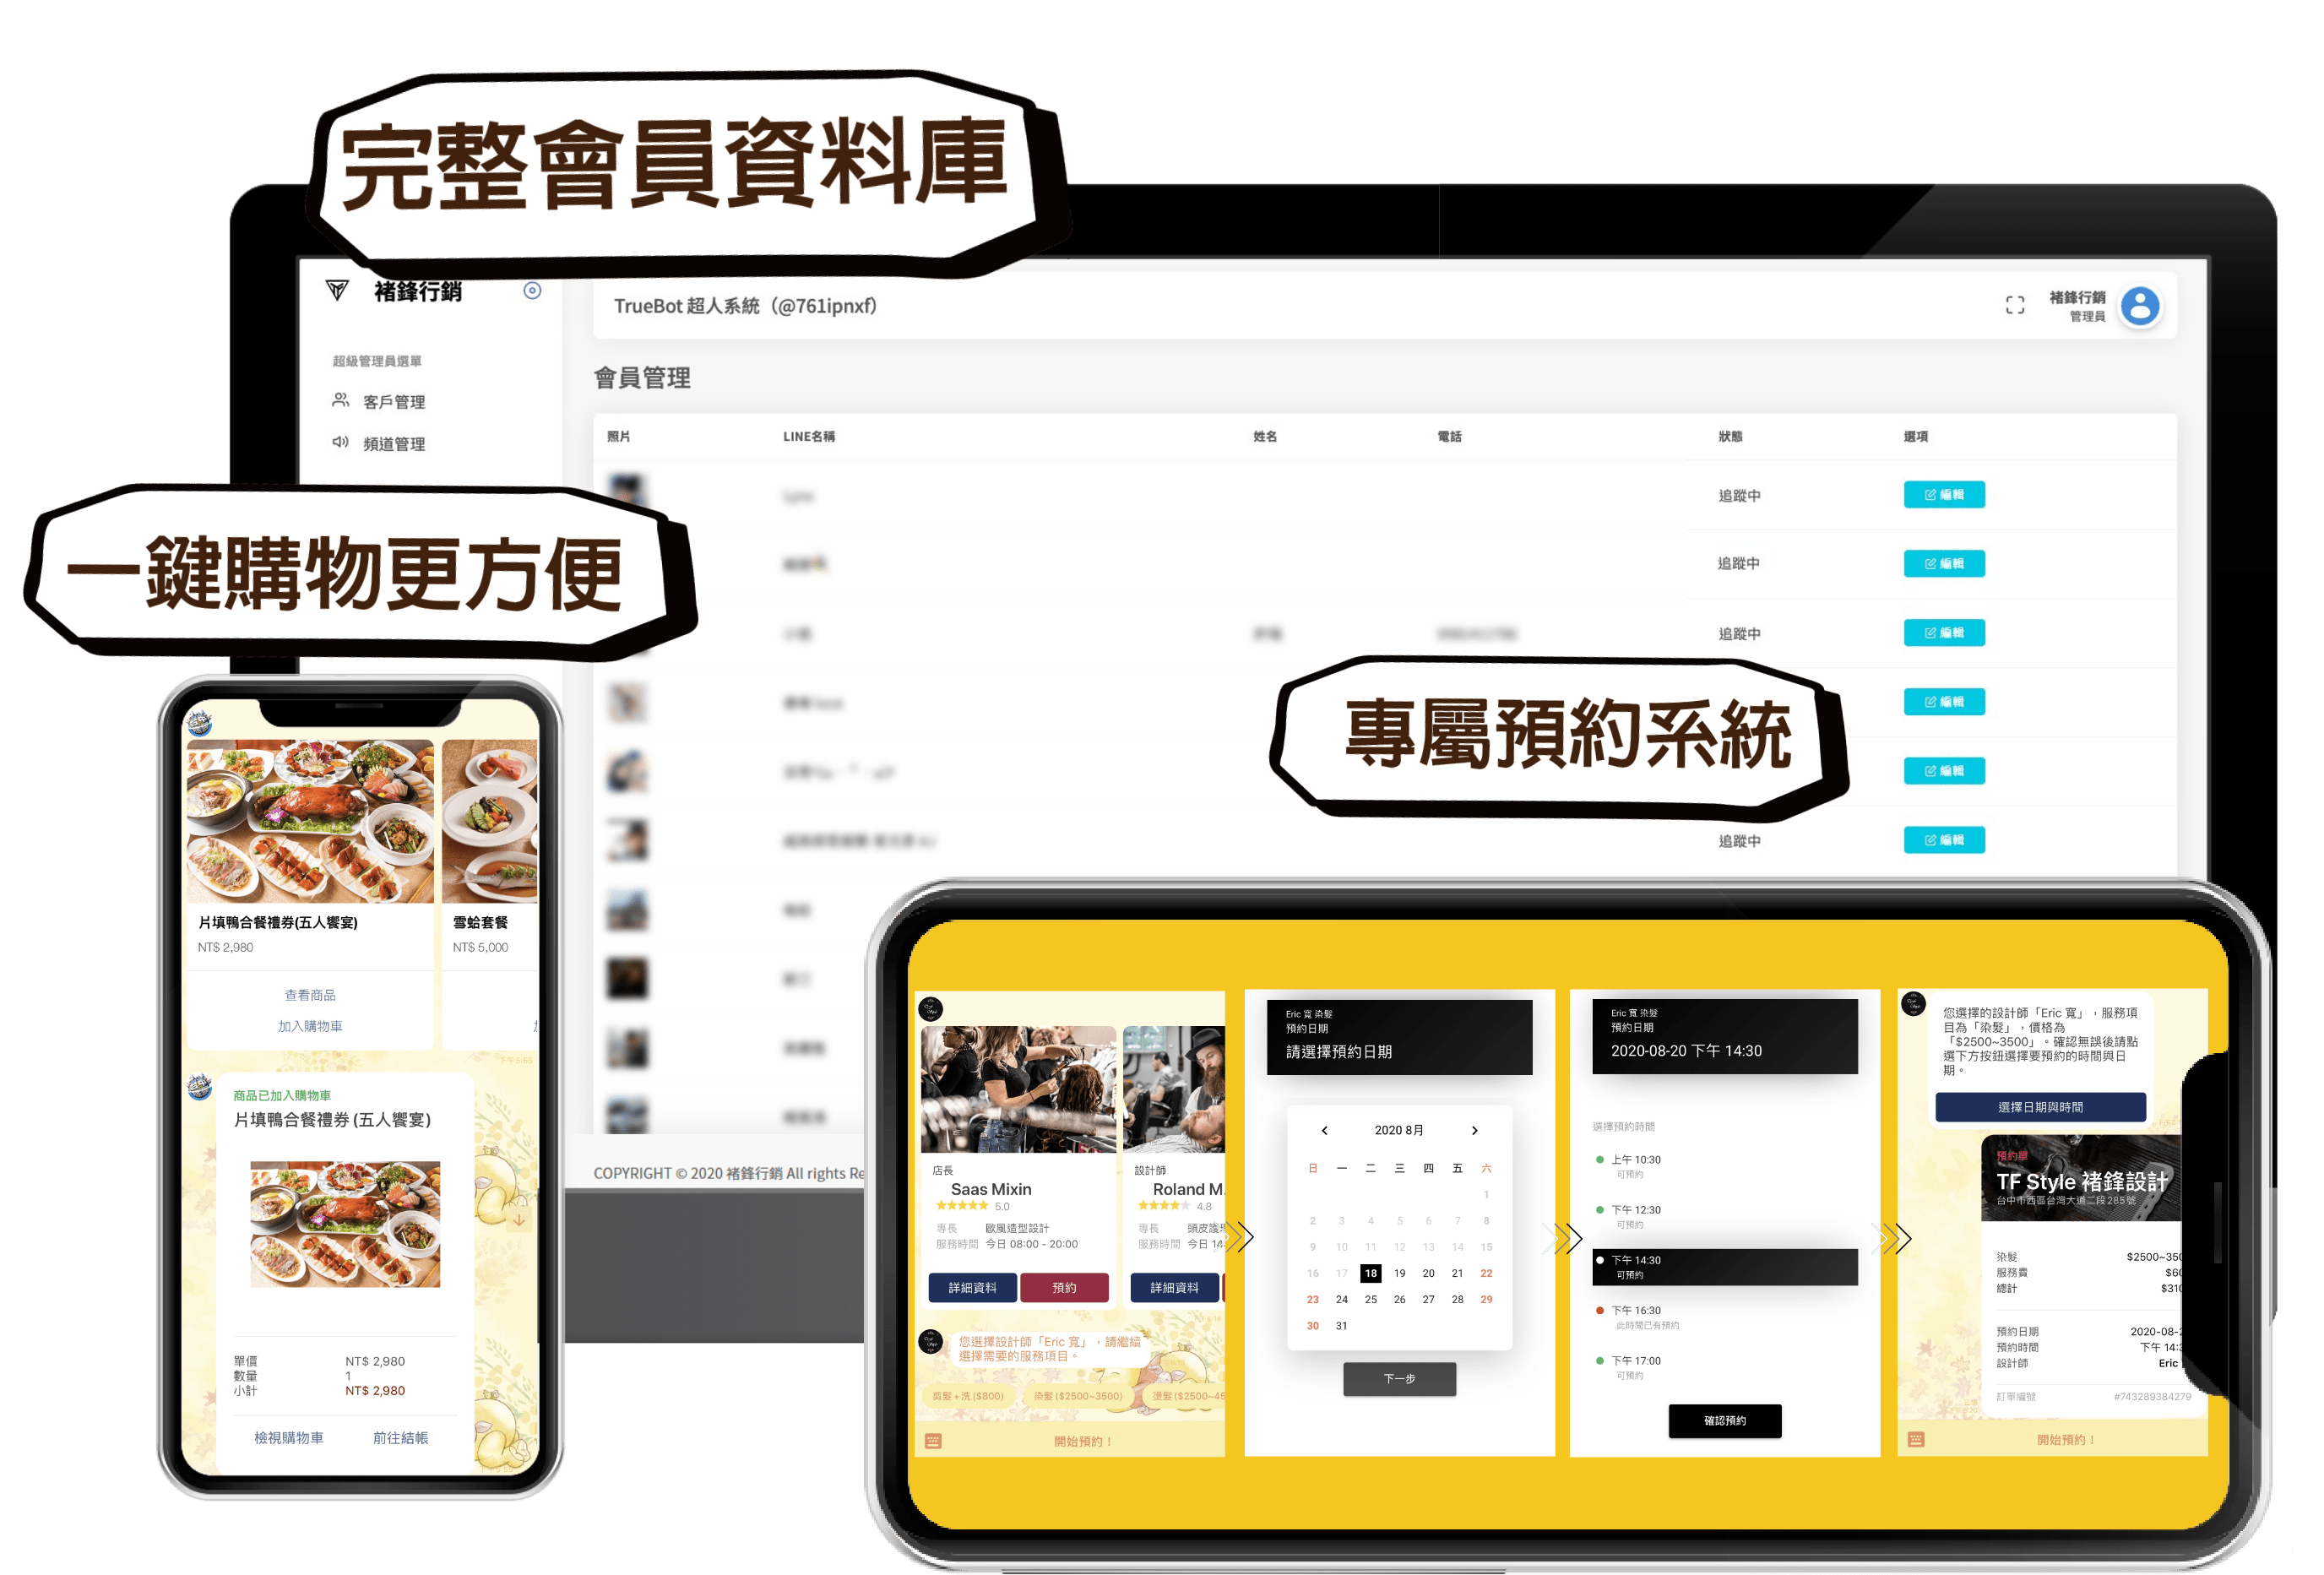 完整會員資料庫
褚鋒行銷
TrueBot 超人系統（@761ipnxf）
褚鋒行銷
管理員
超級管理員選單
客戶管理
頻道管理
會員管理
照片 LINE名稱 姓名 電話 狀態 選項
追蹤中 編輯
追蹤中 編輯
追蹤中 編輯
編輯
編輯
追蹤中 編輯
COPYRIGHT © 2020 褚鋒行銷 All rights Re
一鍵購物更方便
片填鴨合餐禮券(五人饗宴)
NT$ 2,980
查看商品
加入購物車
雪蛤套餐
NT$ 5,000
下午5:55
商品已加入購物車
片填鴨合餐禮券 (五人饗宴)
單價 NT$ 2,980
數量 1
小計 NT$ 2,980
檢視購物車 前往結帳
專屬預約系統
店長
Saas Mixin
5.0
專長 歐風造型設計
服務時間 今日 08:00 - 20:00
詳細資料 預約
設計師
Roland M
4.8
專長 頭皮護理
服務時間 今日 14:
詳細資料
您選擇設計師「Eric 寬」，請繼續
選擇需要的服務項目。
剪髮＋洗 ($800) 染髮 ($2500~3500) 燙髮 ($2500~45
開始預約！
Eric 寬 染髮
預約日期
請選擇預約日期
2020 8月
日 一 二 三 四 五 六
1
2 3 4 5 6 7 8
9 10 11 12 13 14 15
16 17 18 19 20 21 22
23 24 25 26 27 28 29
30 31
下一步
Eric 寬 染髮
預約日期
2020-08-20 下午 14:30
選擇預約時間
上午 10:30
可預約
下午 12:30
可預約
下午 14:30
可預約
下午 16:30
此時間已有預約
下午 17:00
可預約
確認預約
您選擇的設計師「Eric 寬」，服務項
目為「染髮」，價格為
「$2500~3500」。確認無誤後請點
選下方按鈕選擇要預約的時間與日
期。
選擇日期與時間
預約單
TF Style 褚鋒設計
台中市西區台灣大道二段285號
染髮 $2500~350
服務費 $60
總計 $310
預約日期 2020-08-2
預約時間 下午 14:3
設計師 Eric
訂單編號 #743289384279
開始預約！